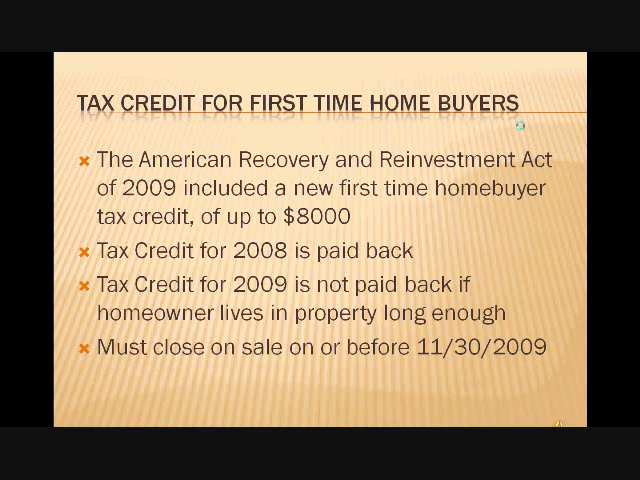 TAX CREDIT FOR FIRST TIME HOME BUYERS
The American Recovery and Reinvestment Act
of 2009 included a new first time homebuyer
tax credit, of up to $8000
Tax Credit for 2008 is paid back
Tax Credit for 2009 is not paid back if
homeowner lives in property long enough
Must close on sale on or before 11/30/2009